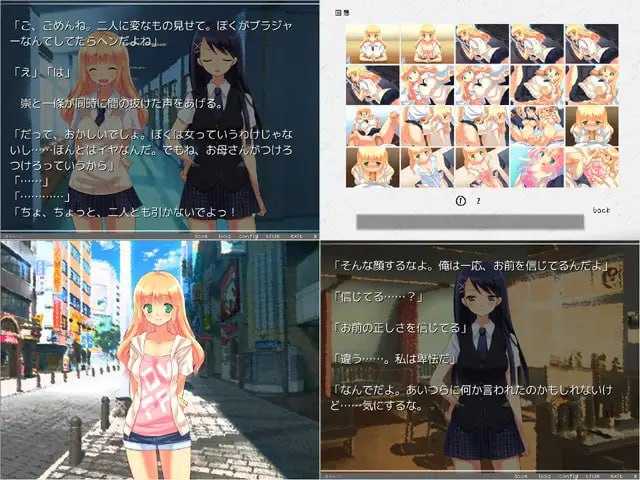 「ご、ごめんね。二人に変なもの見せて。ぼくがブラジャ
ーなんてしてたらヘンだよね」
「え」「は」
崇と一条が同時に間の抜けた声をあげる。
「だって、おかしいでしょ。ぼくは女っていうわけじゃな
いし……ほんとはイヤなんだ。でもね、お母さんがつけろ
つけろっていうから」
「……」
「…………」
「ちょ、ちょっと、二人とも引かないでよっ!
回想
1 2
back
「そんな顔するなよ。俺は一応、お前を信じてるんだよ」
「信じてる……?」
「お前の正しさを信じてる」
「違う……。私は卑怯だ」
「なんでだよ。あいつらに何か言われたのかもしれないけ
ど……気にするな。